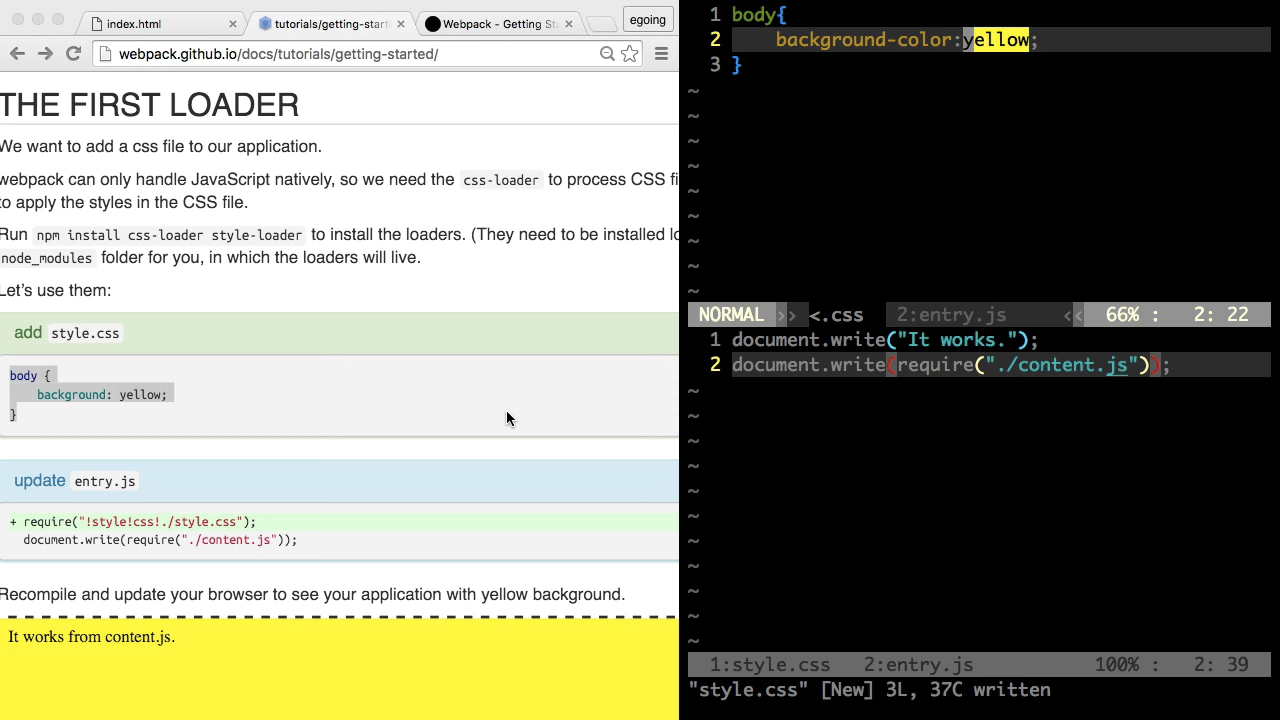 index.html
tutorials/getting-start
Webpack - Getting St
egoing
webpack.github.io/docs/tutorials/getting-started/
THE FIRST LOADER
We want to add a css file to our application.
webpack can only handle JavaScript natively, so we need the css-loader to process CSS fi
to apply the styles in the CSS file.
Run npm install css-loader style-loader to install the loaders. (They need to be installed lo
node_modules folder for you, in which the loaders will live.
Let's use them:
add style.css
body {
background: yellow;
}
update entry.js
+ require("!style!css!./style.css");
document.write(require("./content.js"));
Recompile and update your browser to see your application with yellow background.
It works from content.js.
1 body{
2 background-color:yellow;
3 }
~
~
~
~
~
~
~
~
~
NORMAL >> <.css 2:entry.js << 66% : 2: 22
1 document.write("It works.");
2 document.write(require("./content.js"));
~
~
~
~
~
~
~
~
~
~
~
1:style.css 2:entry.js 100% : 2: 39
"style.css" [New] 3L, 37C written